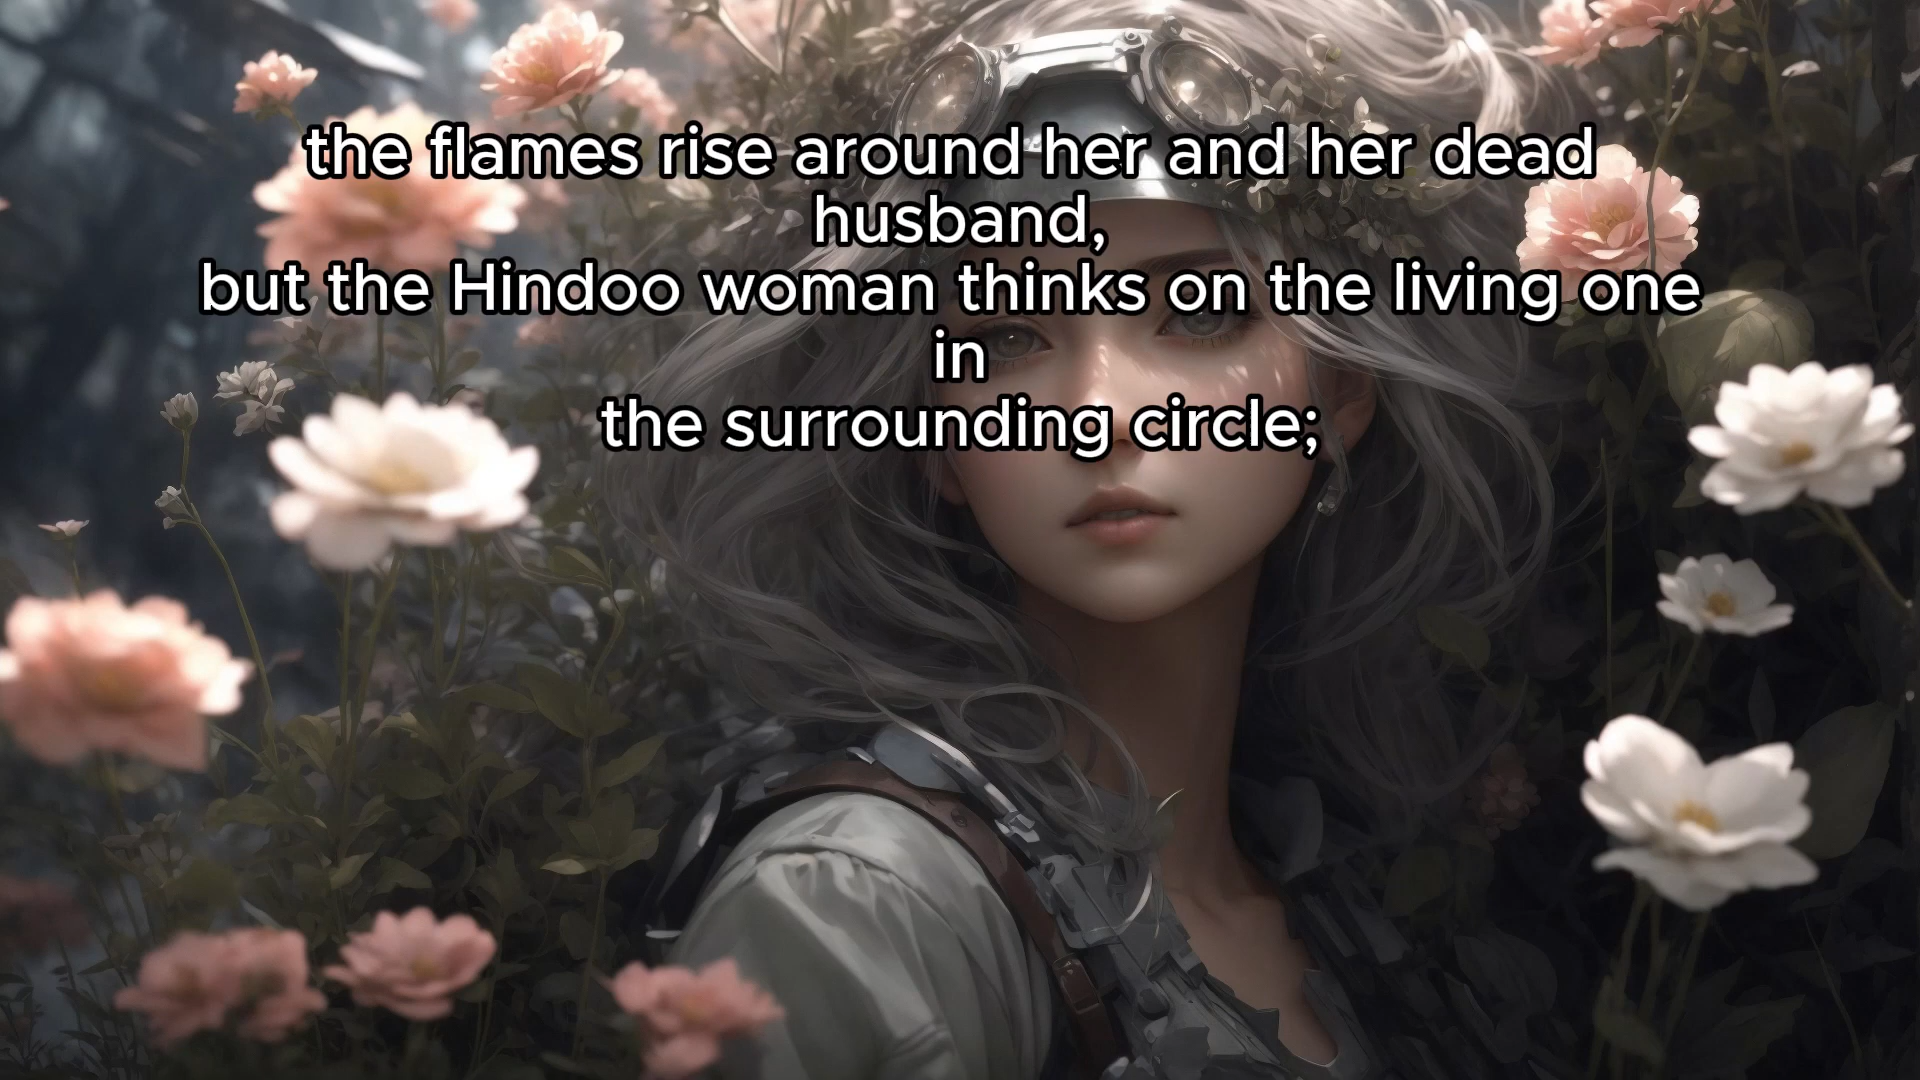 the flames rise around her and her dead
husband,
but the Hindoo woman thinks on the living one
in
the surrounding circle;